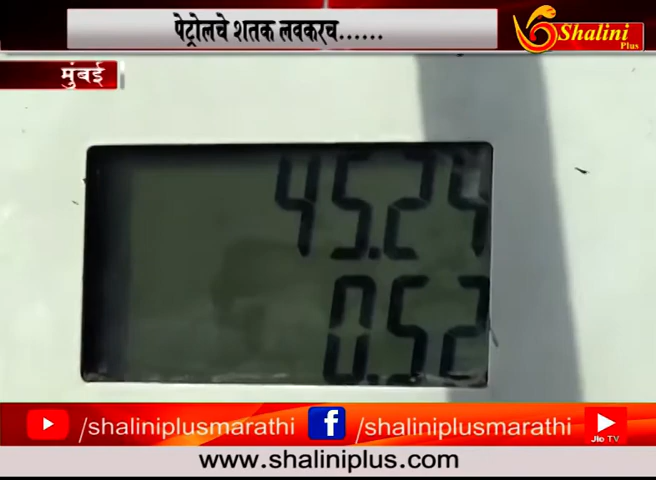 पेट्रोलचे शतक लवकरच......
Shalini
Plus
मुंबई
45.24
0.52
/shaliniplusmarathi
/shaliniplusmarathi
Jio TV
www.shaliniplus.com